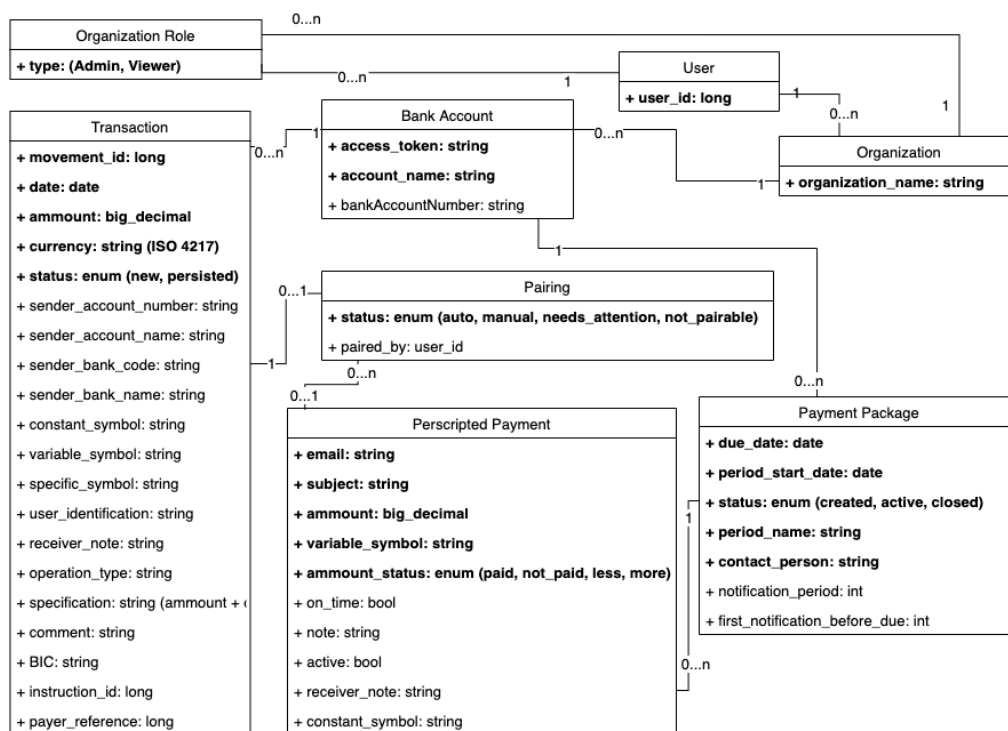 0...n
Organization Role
+ type: (Admin, Viewer)
0...n
1
User
+ user_id: long
1
0...n
1
Organization
+ organization_name: string
Transaction
+ movement_id: long
+ date: date
+ ammount: big_decimal
+ currency: string (ISO 4217)
+ status: enum (new, persisted)
+ sender_account_number: string
+ sender_account_name: string
+ sender_bank_code: string
+ sender_bank_name: string
+ constant_symbol: string
+ variable_symbol: string
+ specific_symbol: string
+ user_identification: string
+ receiver_note: string
+ operation_type: string
+ specification: string (ammount +
+ comment: string
+ BIC: string
+ instruction_id: long
+ payer_reference: long
0...n
1
Bank Account
+ access_token: string
+ account_name: string
+ bankAccountNumber: string
0...n
1
1
0...n
0...1
1
Pairing
+ status: enum (auto, manual, needs_attention, not_pairable)
+ paired_by: user_id
0...n
0...1
Perscripted Payment
+ email: string
+ subject: string
+ ammount: big_decimal
+ variable_symbol: string
+ ammount_status: enum (paid, not_paid, less, more)
+ on_time: bool
+ note: string
+ active: bool
+ receiver_note: string
+ constant_symbol: string
1
0...n
Payment Package
+ due_date: date
+ period_start_date: date
+ status: enum (created, active, closed)
+ period_name: string
+ contact_person: string
+ notification_period: int
+ first_notification_before_due: int